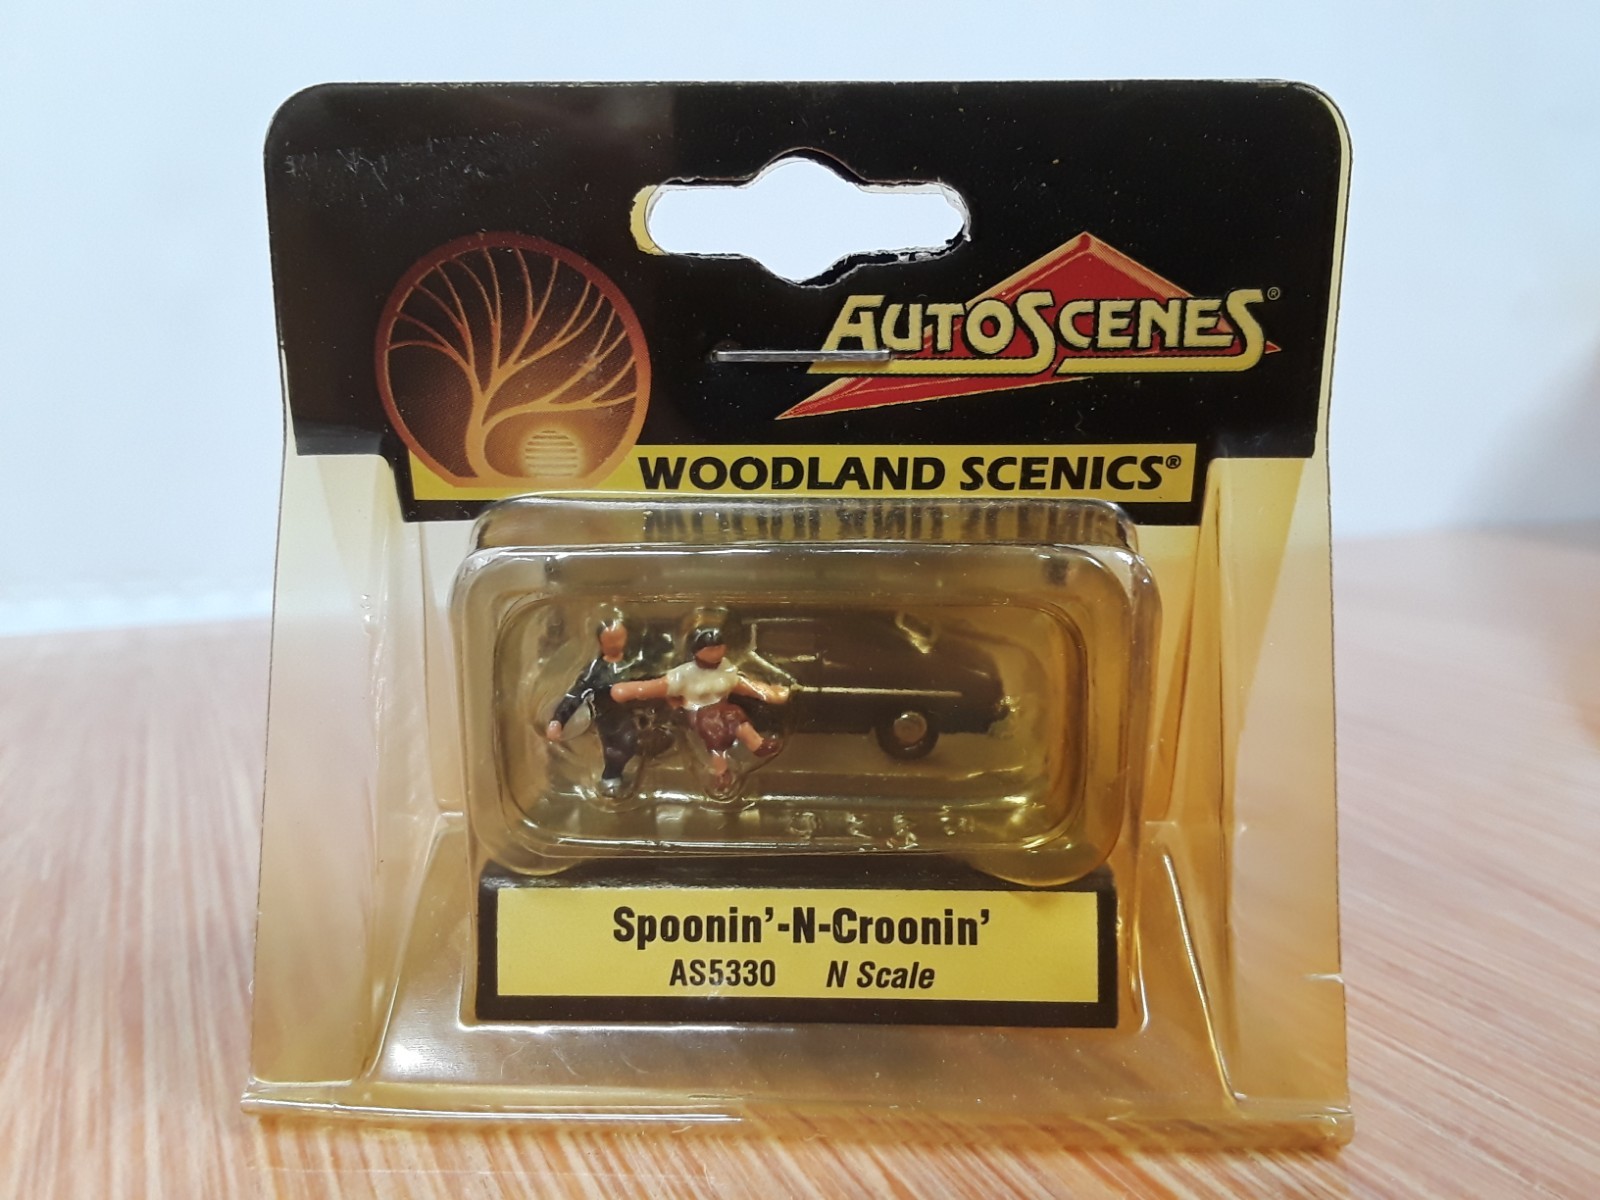 AUTOSCENES®
WOODLAND SCENICS®
Spoonin'-N-Croonin'
AS5330 N Scale